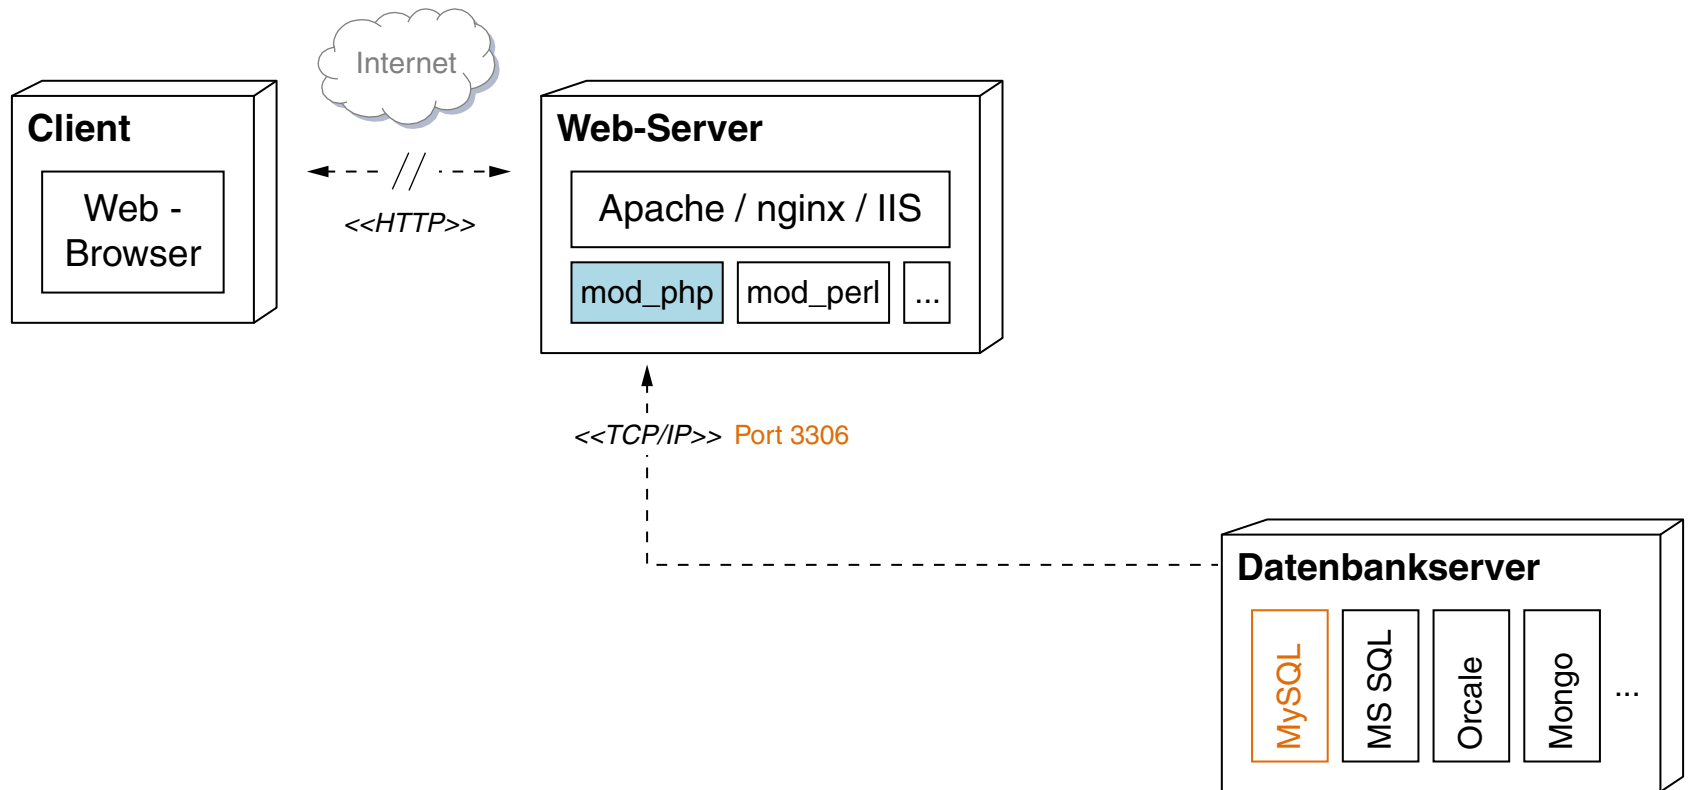 Internet
Client
Web -
Browser
<<HTTP>>
Web-Server
Apache / nginx / IIS
mod_php
mod_perl
...
<<TCP/IP>> Port 3306
Datenbankserver
MySQL
MS SQL
Orcale
Mongo
...